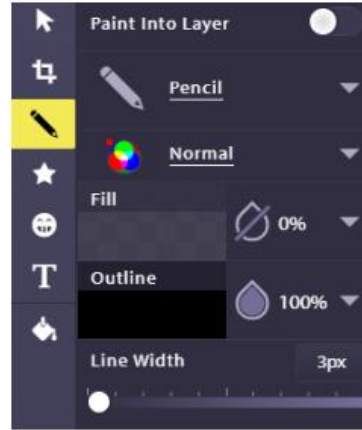 Paint Into Layer
Pencil
Normal
Fill
0%
T
Outline
100%
Line Width
3px